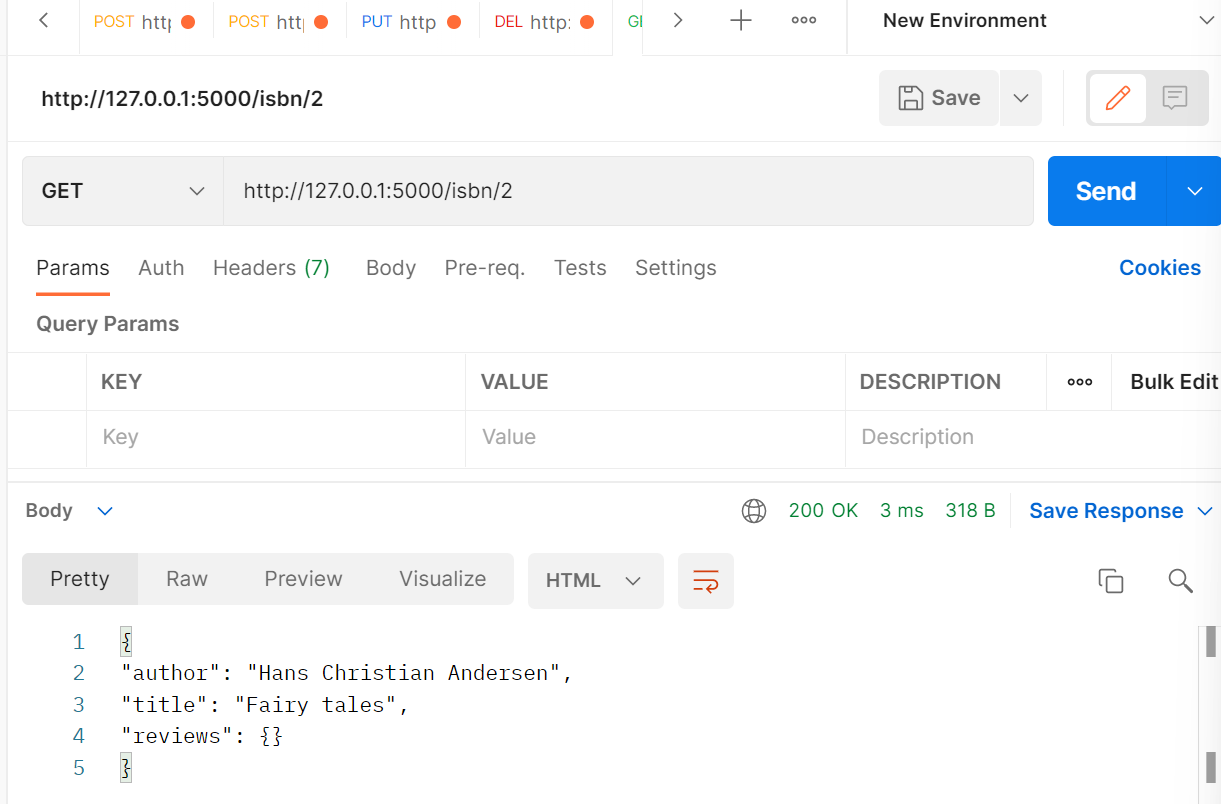 POST http POST http PUT http DEL http: GE New Environment
http://127.0.0.1:5000/isbn/2 Save
GET http://127.0.0.1:5000/isbn/2 Send
Params Auth Headers (7) Body Pre-req. Tests Settings Cookies
Query Params
KEY VALUE DESCRIPTION Bulk Edit
Key Value Description
Body 200 OK 3 ms 318 B Save Response
Pretty Raw Preview Visualize HTML
1 {
2 "author": "Hans Christian Andersen",
3 "title": "Fairy tales",
4 "reviews": {}
5 }